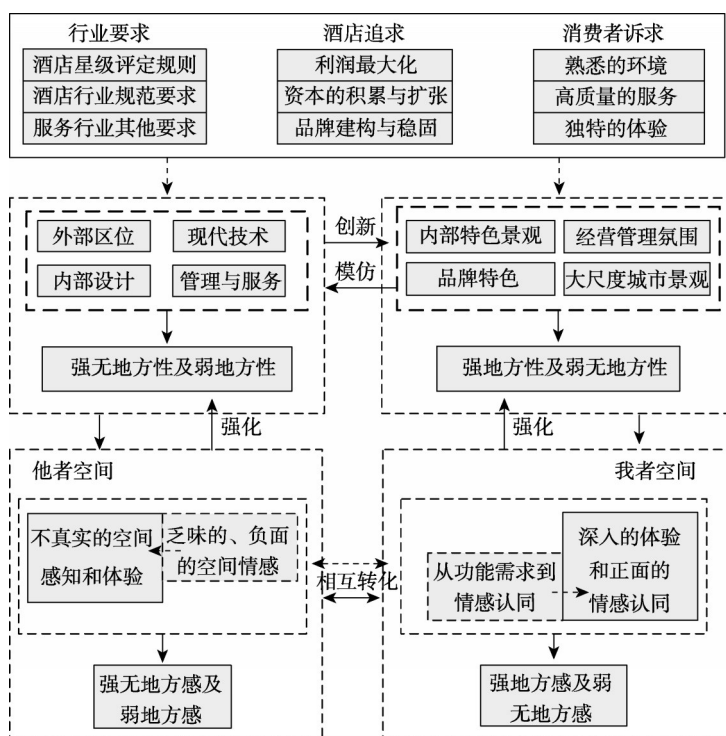 行业要求
酒店星级评定规则
酒店行业规范要求
服务行业其他要求
酒店追求
利润最大化
资本的积累与扩张
品牌建构与稳固
消费者诉求
熟悉的环境
高质量的服务
独特的体验
外部区位
现代技术
内部设计
管理与服务
创新
模仿
内部特色景观
经营管理氛围
品牌特色
大尺度城市景观
强无地方性及弱地方性
强地方性及弱无地方性
强化
强化
他者空间
我者空间
不真实的空间
感知和体验
乏味的、负面
的空间情感
相互转化
从功能需求到
情感认同
深入的体验
和正面的
情感认同
强无地方感及
弱地方感
强地方感及弱
无地方感